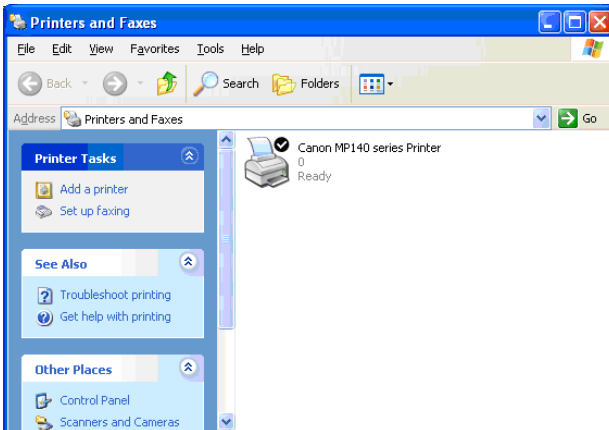 Printers and Faxes
File Edit View Favorites Tools Help
Back Search Folders
Address Printers and Faxes Go
Printer Tasks
Add a printer
Set up faxing
See Also
Troubleshoot printing
Get help with printing
Other Places
Control Panel
Scanners and Cameras
Canon MP140 series Printer
0
Ready